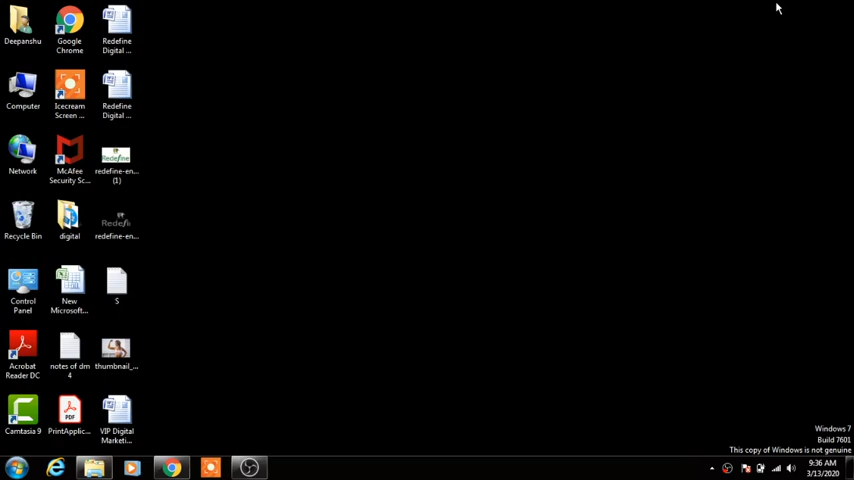 Deepanshu
Google
Chrome
Redefine
Digital ...
Computer
Icecream
Screen ...
Redefine
Digital ...
Network
McAfee
Security Sc...
Redefine
redefine-en...
(1)
Recycle Bin
digital
redefine-en...
Control
Panel
New
Microsoft...
S
Acrobat
Reader DC
notes of dm
4
thumbnail_...
Camtasia 9
PDF
PrintApplic...
VIP Digital
Marketi...
Windows 7
Build 7601
This copy of Windows is not genuine
9:36 AM
3/13/2020